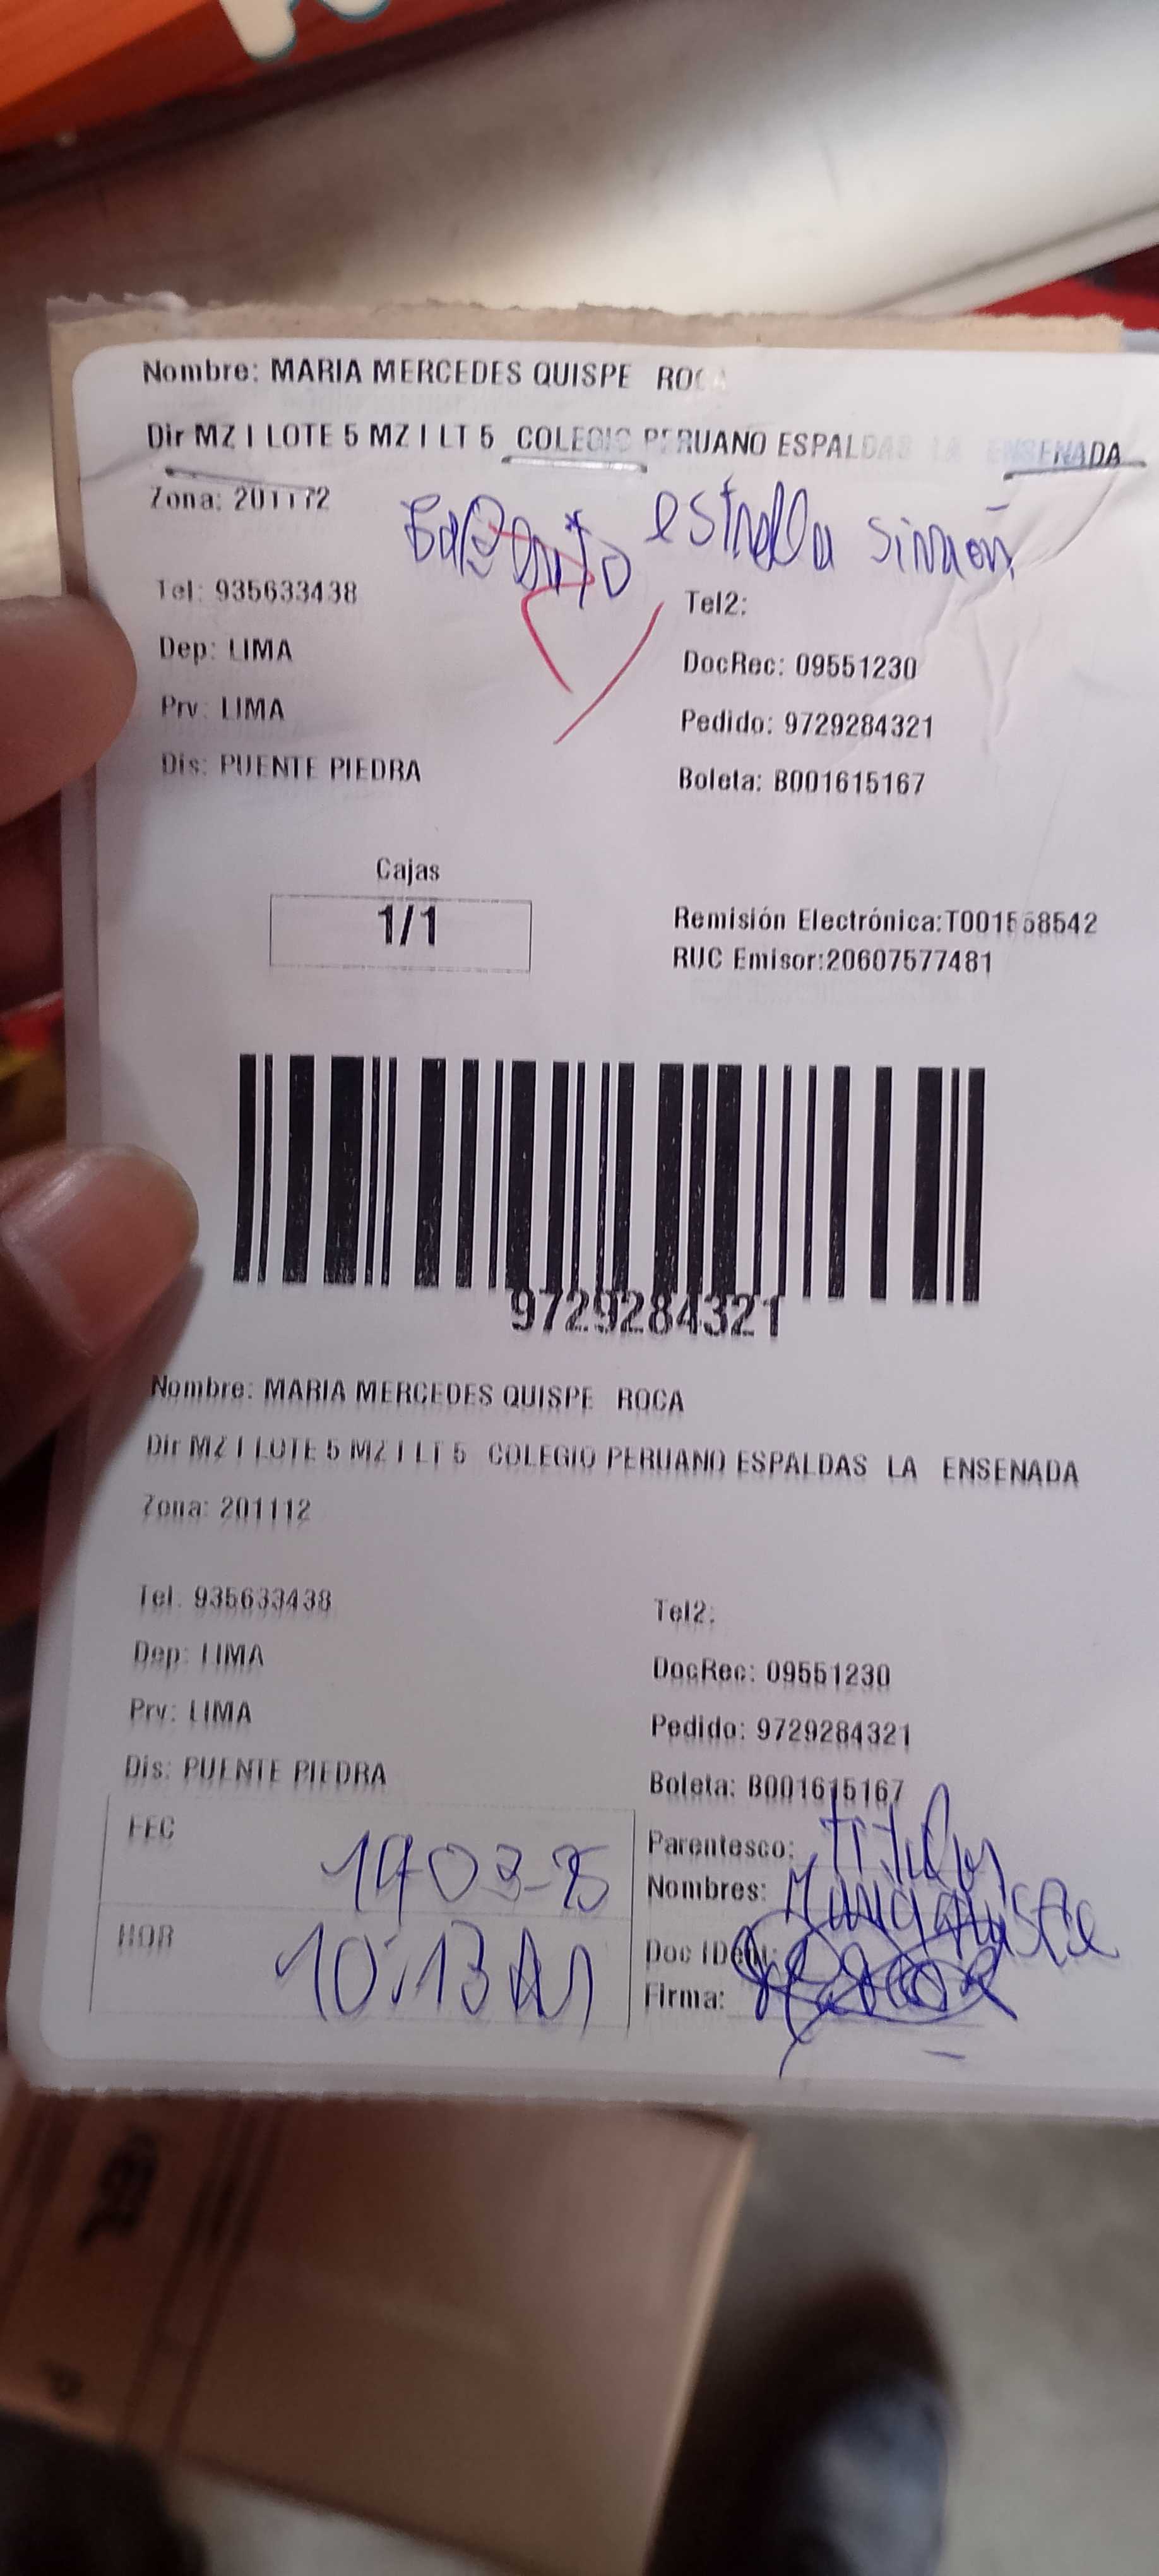 Nombre: MARIA MERCEDES QUISPE ROCA
Dir MZ I LOTE 5 MZ I LT 5 COLEGIO PERUANO ESPALDAS LA ENSENADA
Zona: 201112
estrella simon
Tel: 935633438
Tel2:
Dep: LIMA
DocRec: 09551230
Prv: LIMA
Pedido: 9729284321
Dis: PUENTE PIEDRA
Boleta: B001615167
Cajas
1/1
Remisión Electrónica:T001558542
RUC Emisor:20607577481
9729284321
Nombre: MARIA MERCEDES QUISPE ROCA
Dir MZ I LOTE 5 MZ I LT 5 COLEGIO PERUANO ESPALDAS LA ENSENADA
Zona: 201112
Tel: 935633438
Tel2:
Dep: LIMA
DocRec: 09551230
Prv: LIMA
Pedido: 9729284321
Dis: PUENTE PIEDRA
Boleta: B001615167
FEC
Parentesco: titular
Nombres:
HOR 10:13 AM
Doc IDent:
Firma: